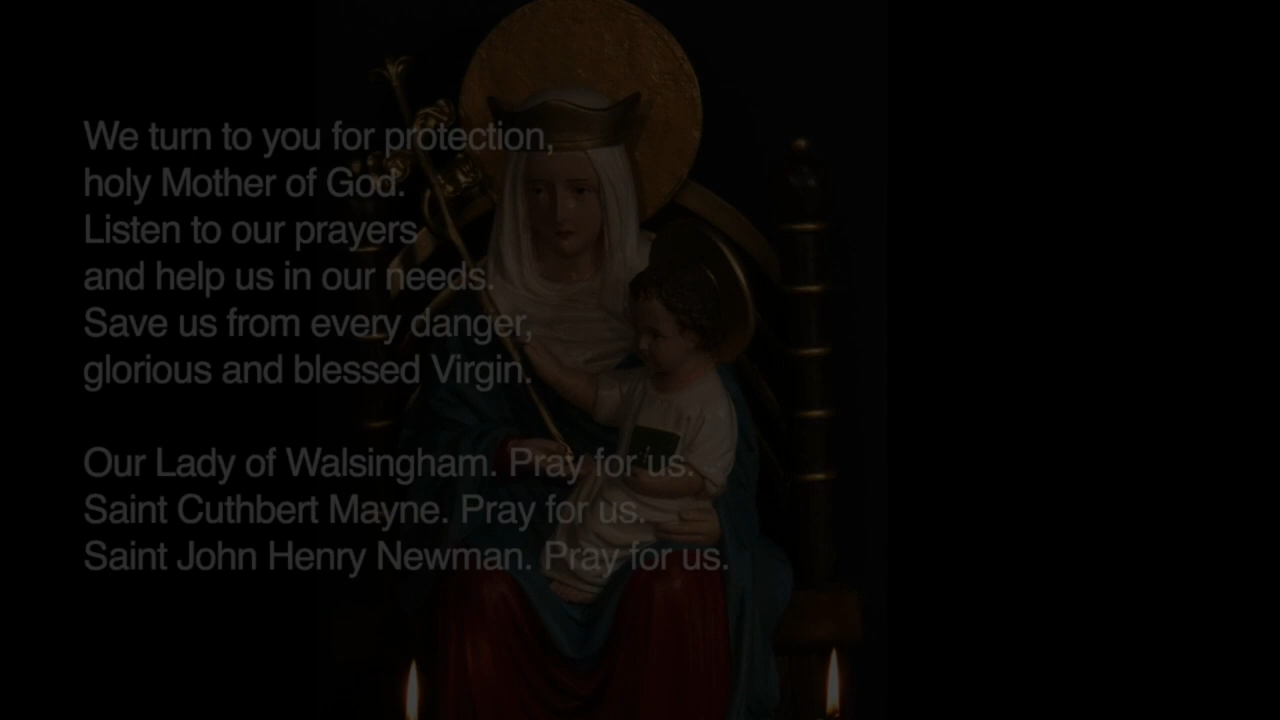 We turn to you for protection,
holy Mother of God.
Listen to our prayers
and help us in our needs.
Save us from every danger,
glorious and blessed Virgin.
Our Lady of Walsingham. Pray for us.
Saint Cuthbert Mayne. Pray for us.
Saint John Henry Newman. Pray for us.